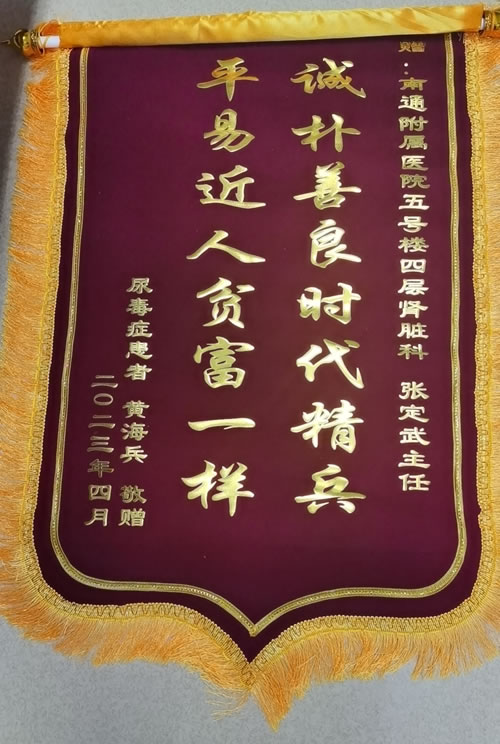 赠：南通附属医院五号楼四层肾脏科 张定武主任
诚朴善良时代精兵
平易近人贫富一样
尿毒症患者 黄海兵 敬赠
二〇二三年四月